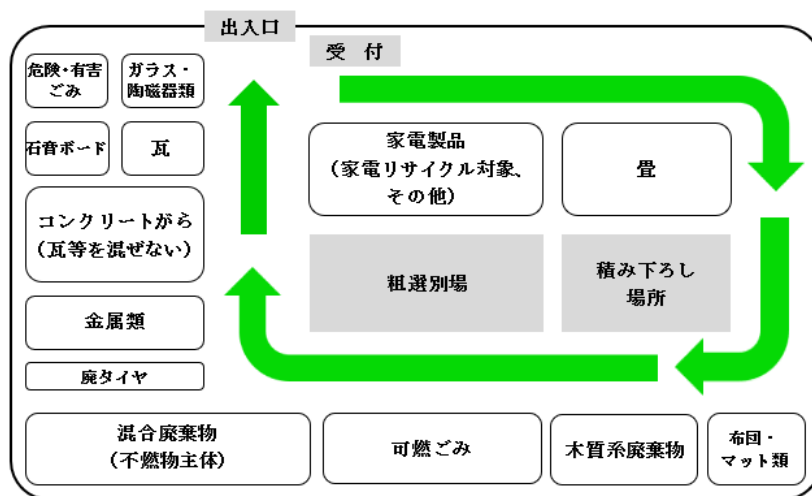 出入口
受 付
危険・有害
ごみ
ガラス・
陶磁器類
石膏ボード
瓦
家電製品
（家電リサイクル対象、
その他）
畳
コンクリートがら
（瓦等を混ぜない）
粗選別場
積み下ろし
場所
金属類
廃タイヤ
混合廃棄物
（不燃物主体）
可燃ごみ
木質系廃棄物
布団・
マット類